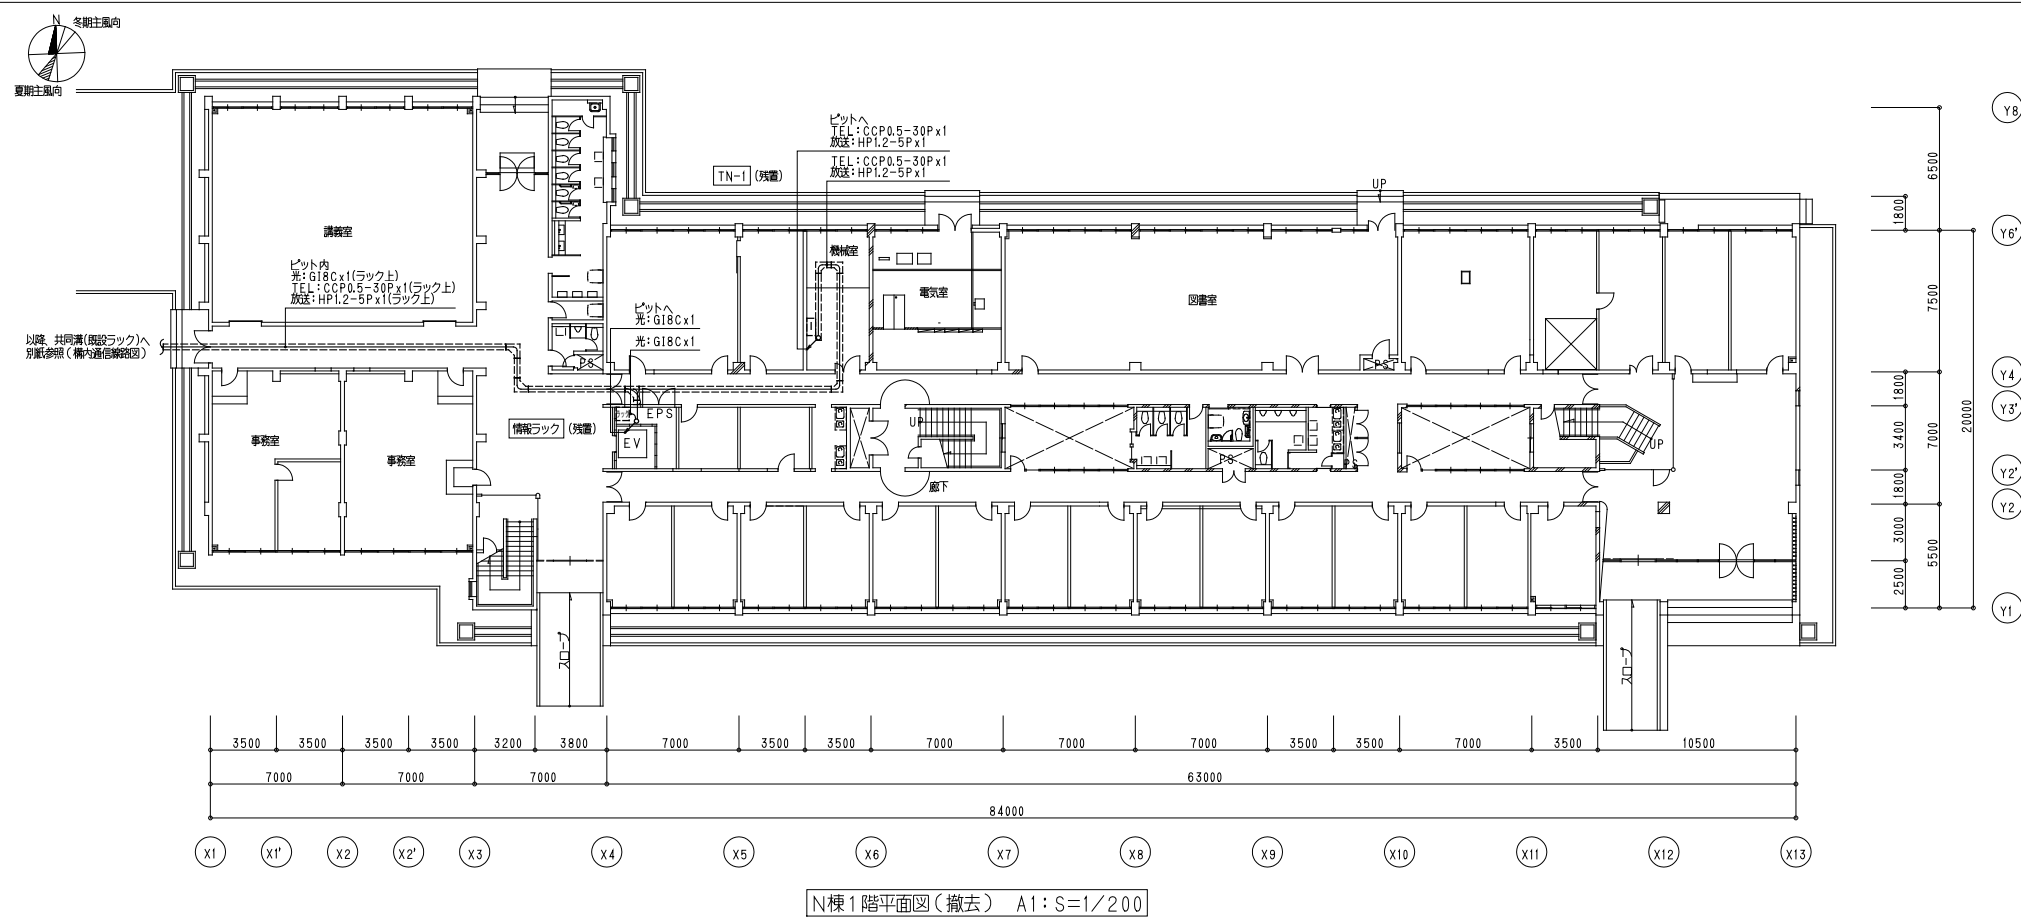 N
冬期主風向
夏期主風向
ピットへ
TEL:CCP0.5-30Px1
放送:HP1.2-5Px1
TEL:CCP0.5-30Px1
放送:HP1.2-5Px1
TN-1 (残置)
UP
講義室
機械室
電気室
図書室
ピット内
光:GI8Cx1(ラック上)
TEL:CCP0.5-30Px1(ラック上)
放送:HP1.2-5Px1(ラック上)
ピットへ
光:GI8Cx1
光:GI8Cx1
以降、共同溝(既設ラック)へ
別紙参照(構内通信線路図)
PS
PS
ラック
EPS
情報ラック (残置)
EV
UP
UP
事務室
事務室
PS
PS
廊下
スロープ
スロープ
Y8
Y6'
Y4
Y3'
Y2'
Y2
Y1
6500
1800
7500
1800
3400
7000
1800
20000
3000
5500
2500
3500 3500 3500 3500 3200 3800 7000 3500 3500 7000 7000 7000 3500 3500 7000 3500 10500
7000 7000 7000 63000
84000
X1 X1' X2 X2' X3 X4 X5 X6 X7 X8 X9 X10 X11 X12 X13
N棟1階平面図(撤去) A1:S=1/200